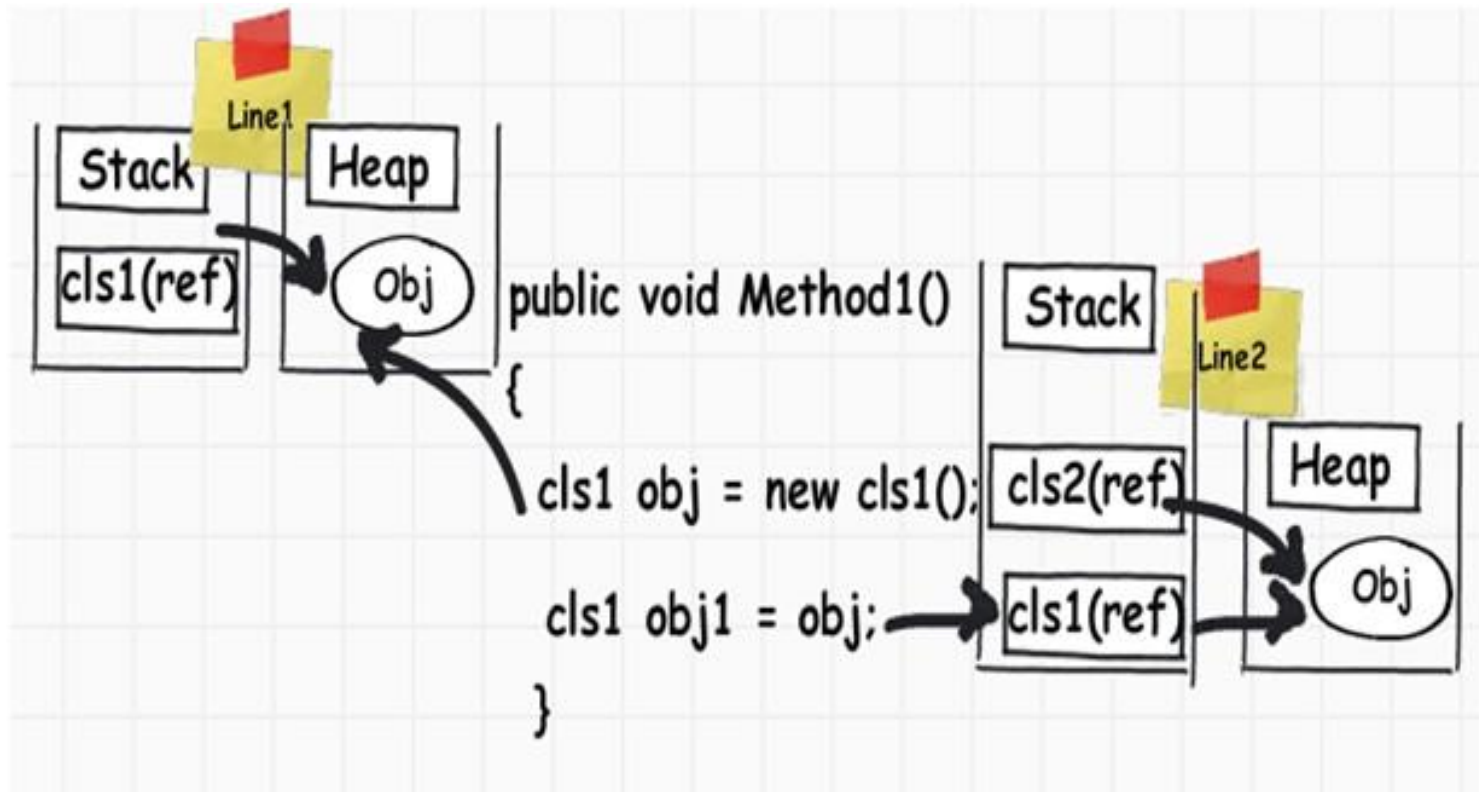 Line1
Stack
Heap
cls1(ref)
Obj
public void Method1()
{
cls1 obj = new cls1();
cls1 obj1 = obj;
}
Line2
Stack
Heap
cls2(ref)
cls1(ref)
Obj